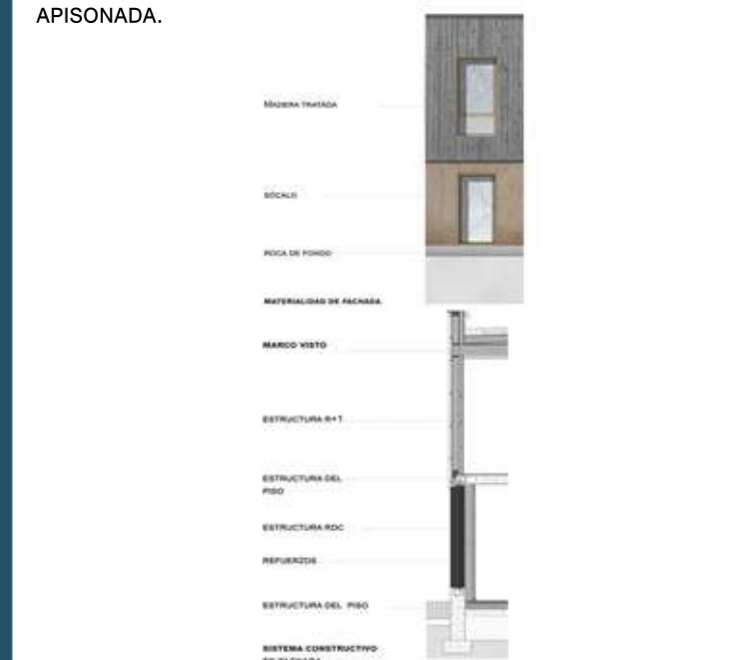 APISONADA.
MADERA TRATADA
SÓCALO
ROCA DE FONDO
MATERIALIDAD DE FACHADA
MARCO VISTO
ESTRUCTURA R+1
ESTRUCTURA DEL
PISO
ESTRUCTURA RDC
REFUERZOS
ESTRUCTURA DEL PISO
SISTEMA CONSTRUCTIVO